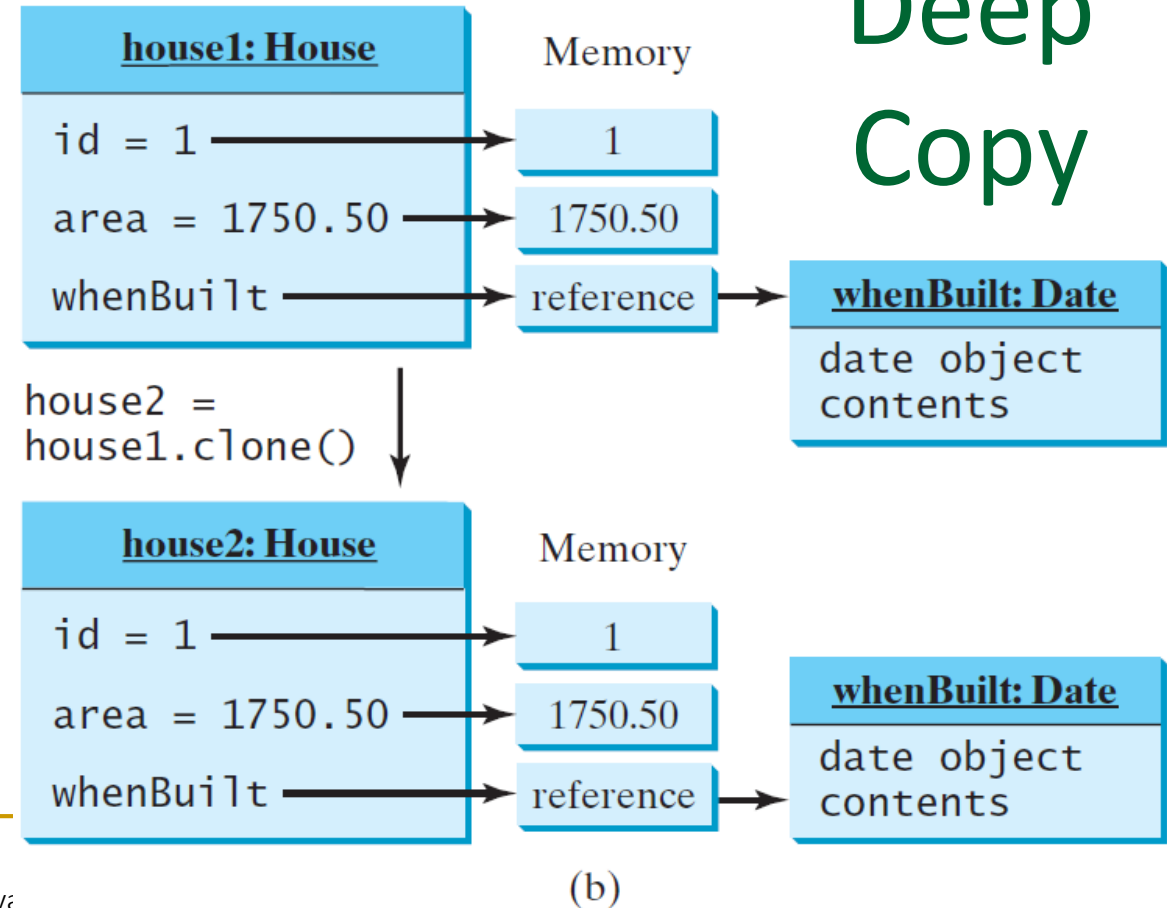 Deep
Copy
house1: House
Memory
id = 1
1
area = 1750.50
1750.50
whenBuilt
reference
whenBuilt: Date
date object
contents
house2 =
house1.clone()
house2: House
Memory
id = 1
1
area = 1750.50
1750.50
whenBuilt
reference
whenBuilt: Date
date object
contents
(b)